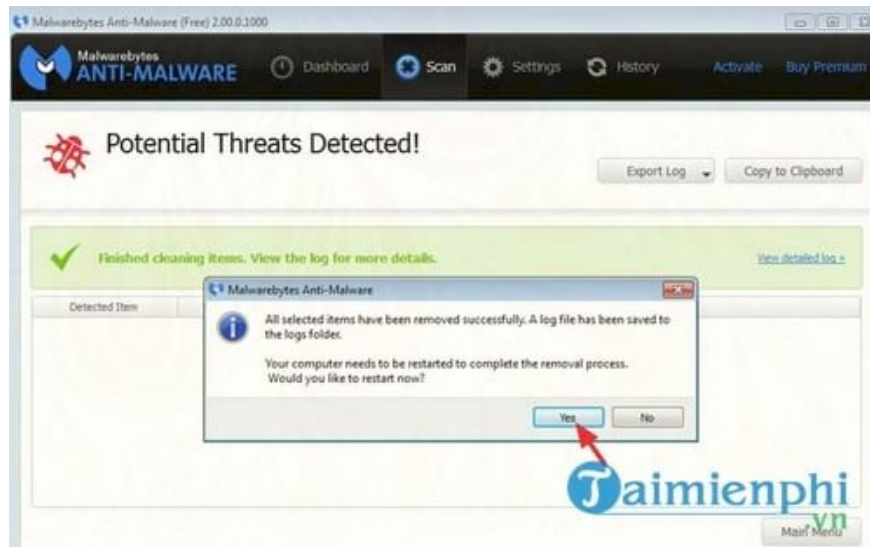 Malwarebytes Anti-Malware (Free) 2.00.0.1000
Malwarebytes
ANTI-MALWARE
Dashboard
Scan
Settings
History
Activate
Buy Premium
Potential Threats Detected!
Export Log
Copy to Clipboard
Finished cleaning items. View the log for more details.
View detailed log »
Detected Item
Malwarebytes Anti-Malware
All selected items have been removed successfully. A log file has been saved to
the logs folder.
Your computer needs to be restarted to complete the removal process.
Would you like to restart now?
Yes
No
Taimienphi
.vn
Main Menu